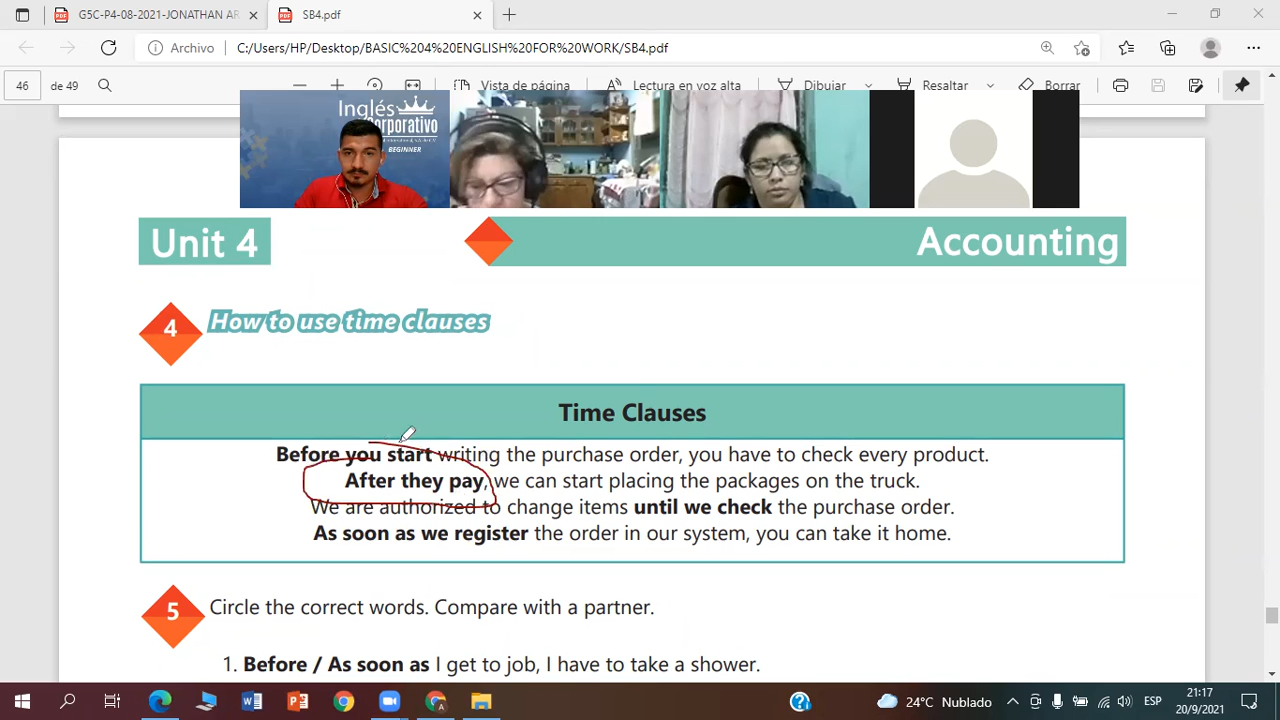 G5C-P4-08-2021-JONATHAN AR
SB4.pdf
Archivo
C:/Users/HP/Desktop/BASIC%204%20ENGLISH%20FOR%20WORK/SB4.pdf
46 de 49
Vista de página
Lectura en voz alta
Dibujar
Resaltar
Borrar
Inglés
Corporativo
BEGINNER
Unit 4
Accounting
4 How to use time clauses
Time Clauses
Before you start writing the purchase order, you have to check every product.
After they pay, we can start placing the packages on the truck.
We are authorized to change items until we check the purchase order.
As soon as we register the order in our system, you can take it home.
5 Circle the correct words. Compare with a partner.
1. Before / As soon as I get to job, I have to take a shower.
24°C Nublado
ESP
21:17
20/9/2021